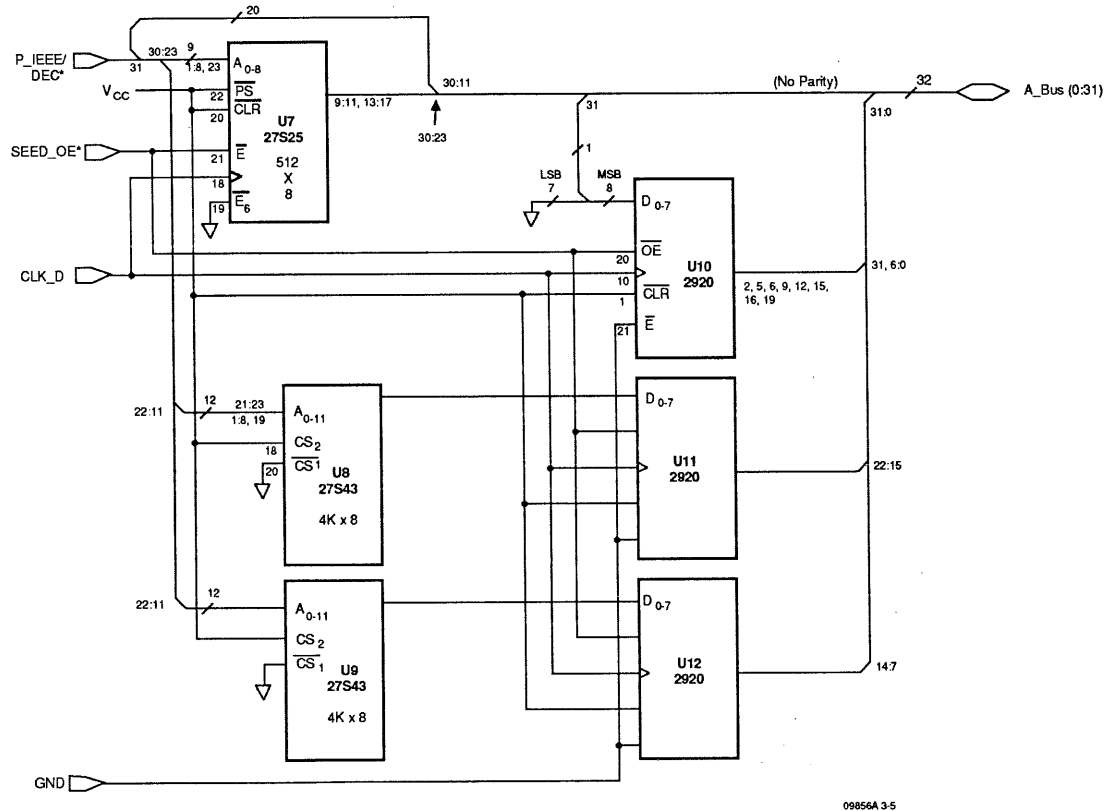 20
P_IEEE/
DEC*
31
30:23
9
1:8, 23
A0-8
VCC
22
PS
20
CLR
U7
27S25
512
X
8
SEED_OE*
21
E
18
19
E6
9:11, 13:17
30:11
30:23
31
(No Parity)
32
31:0
A_Bus (0:31)
1
LSB
7
MSB
8
D0-7
OE
20
10
CLR
1
E
21
U10
2920
31, 6:0
2, 5, 6, 9, 12, 15,
16, 19
CLK_D
22:11
12
21:23
1:8, 19
A0-11
CS2
18
CS1
20
U8
27S43
4K x 8
D0-7
U11
2920
22:15
22:11
12
A0-11
CS2
CS1
U9
27S43
4K x 8
D0-7
U12
2920
14:7
GND
09856A 3-5